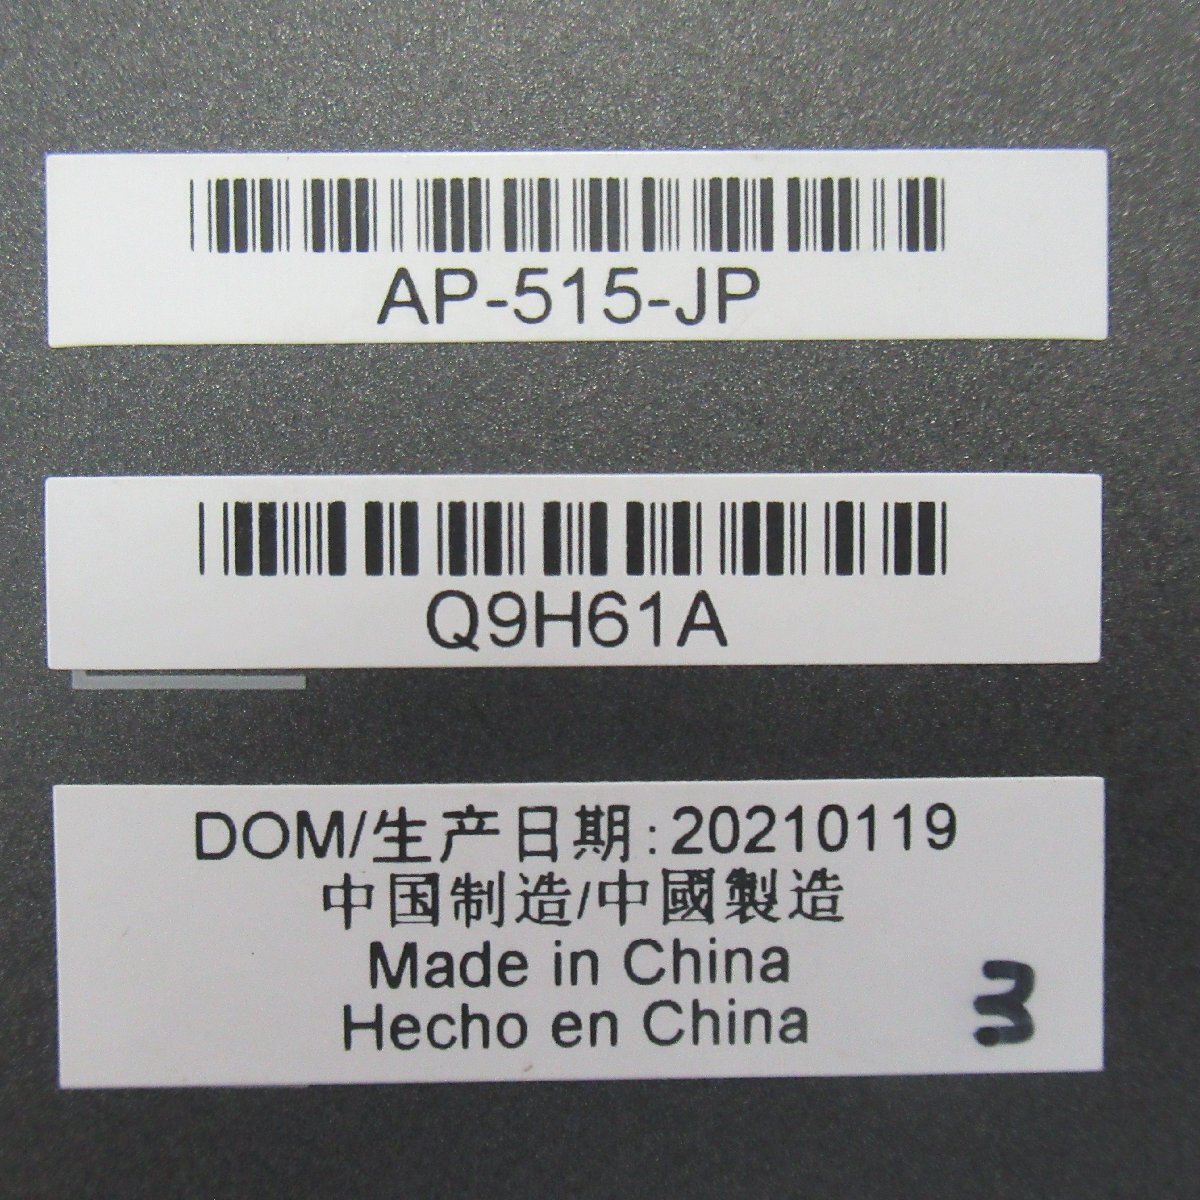 AP-515-JP
Q9H61A
DOM/生产日期:20210119
中国制造/中國製造
Made in China
Hecho en China
3